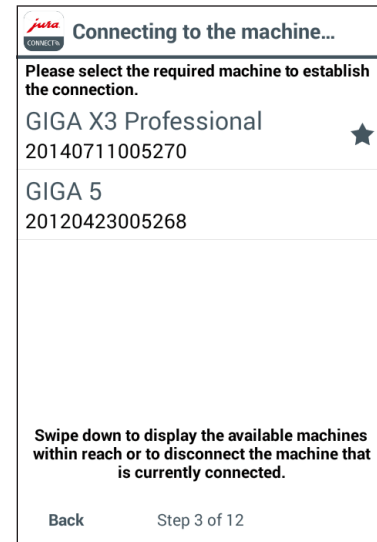 jura
CONNECT
Connecting to the machine...
Please select the required machine to establish
the connection.
GIGA X3 Professional
20140711005270
GIGA 5
20120423005268
Swipe down to display the available machines
within reach or to disconnect the machine that
is currently connected.
Back Step 3 of 12